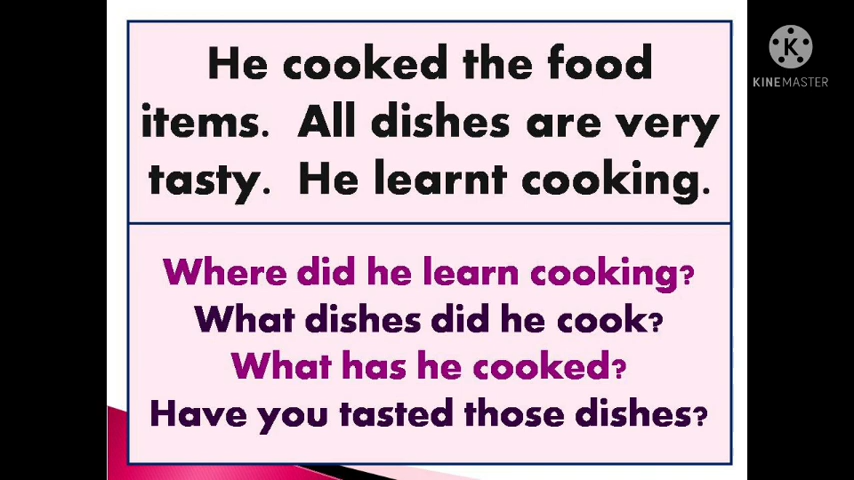 He cooked the food
items. All dishes are very
tasty. He learnt cooking.
Where did he learn cooking?
What dishes did he cook?
What has he cooked?
Have you tasted those dishes?
K
KINEMASTER